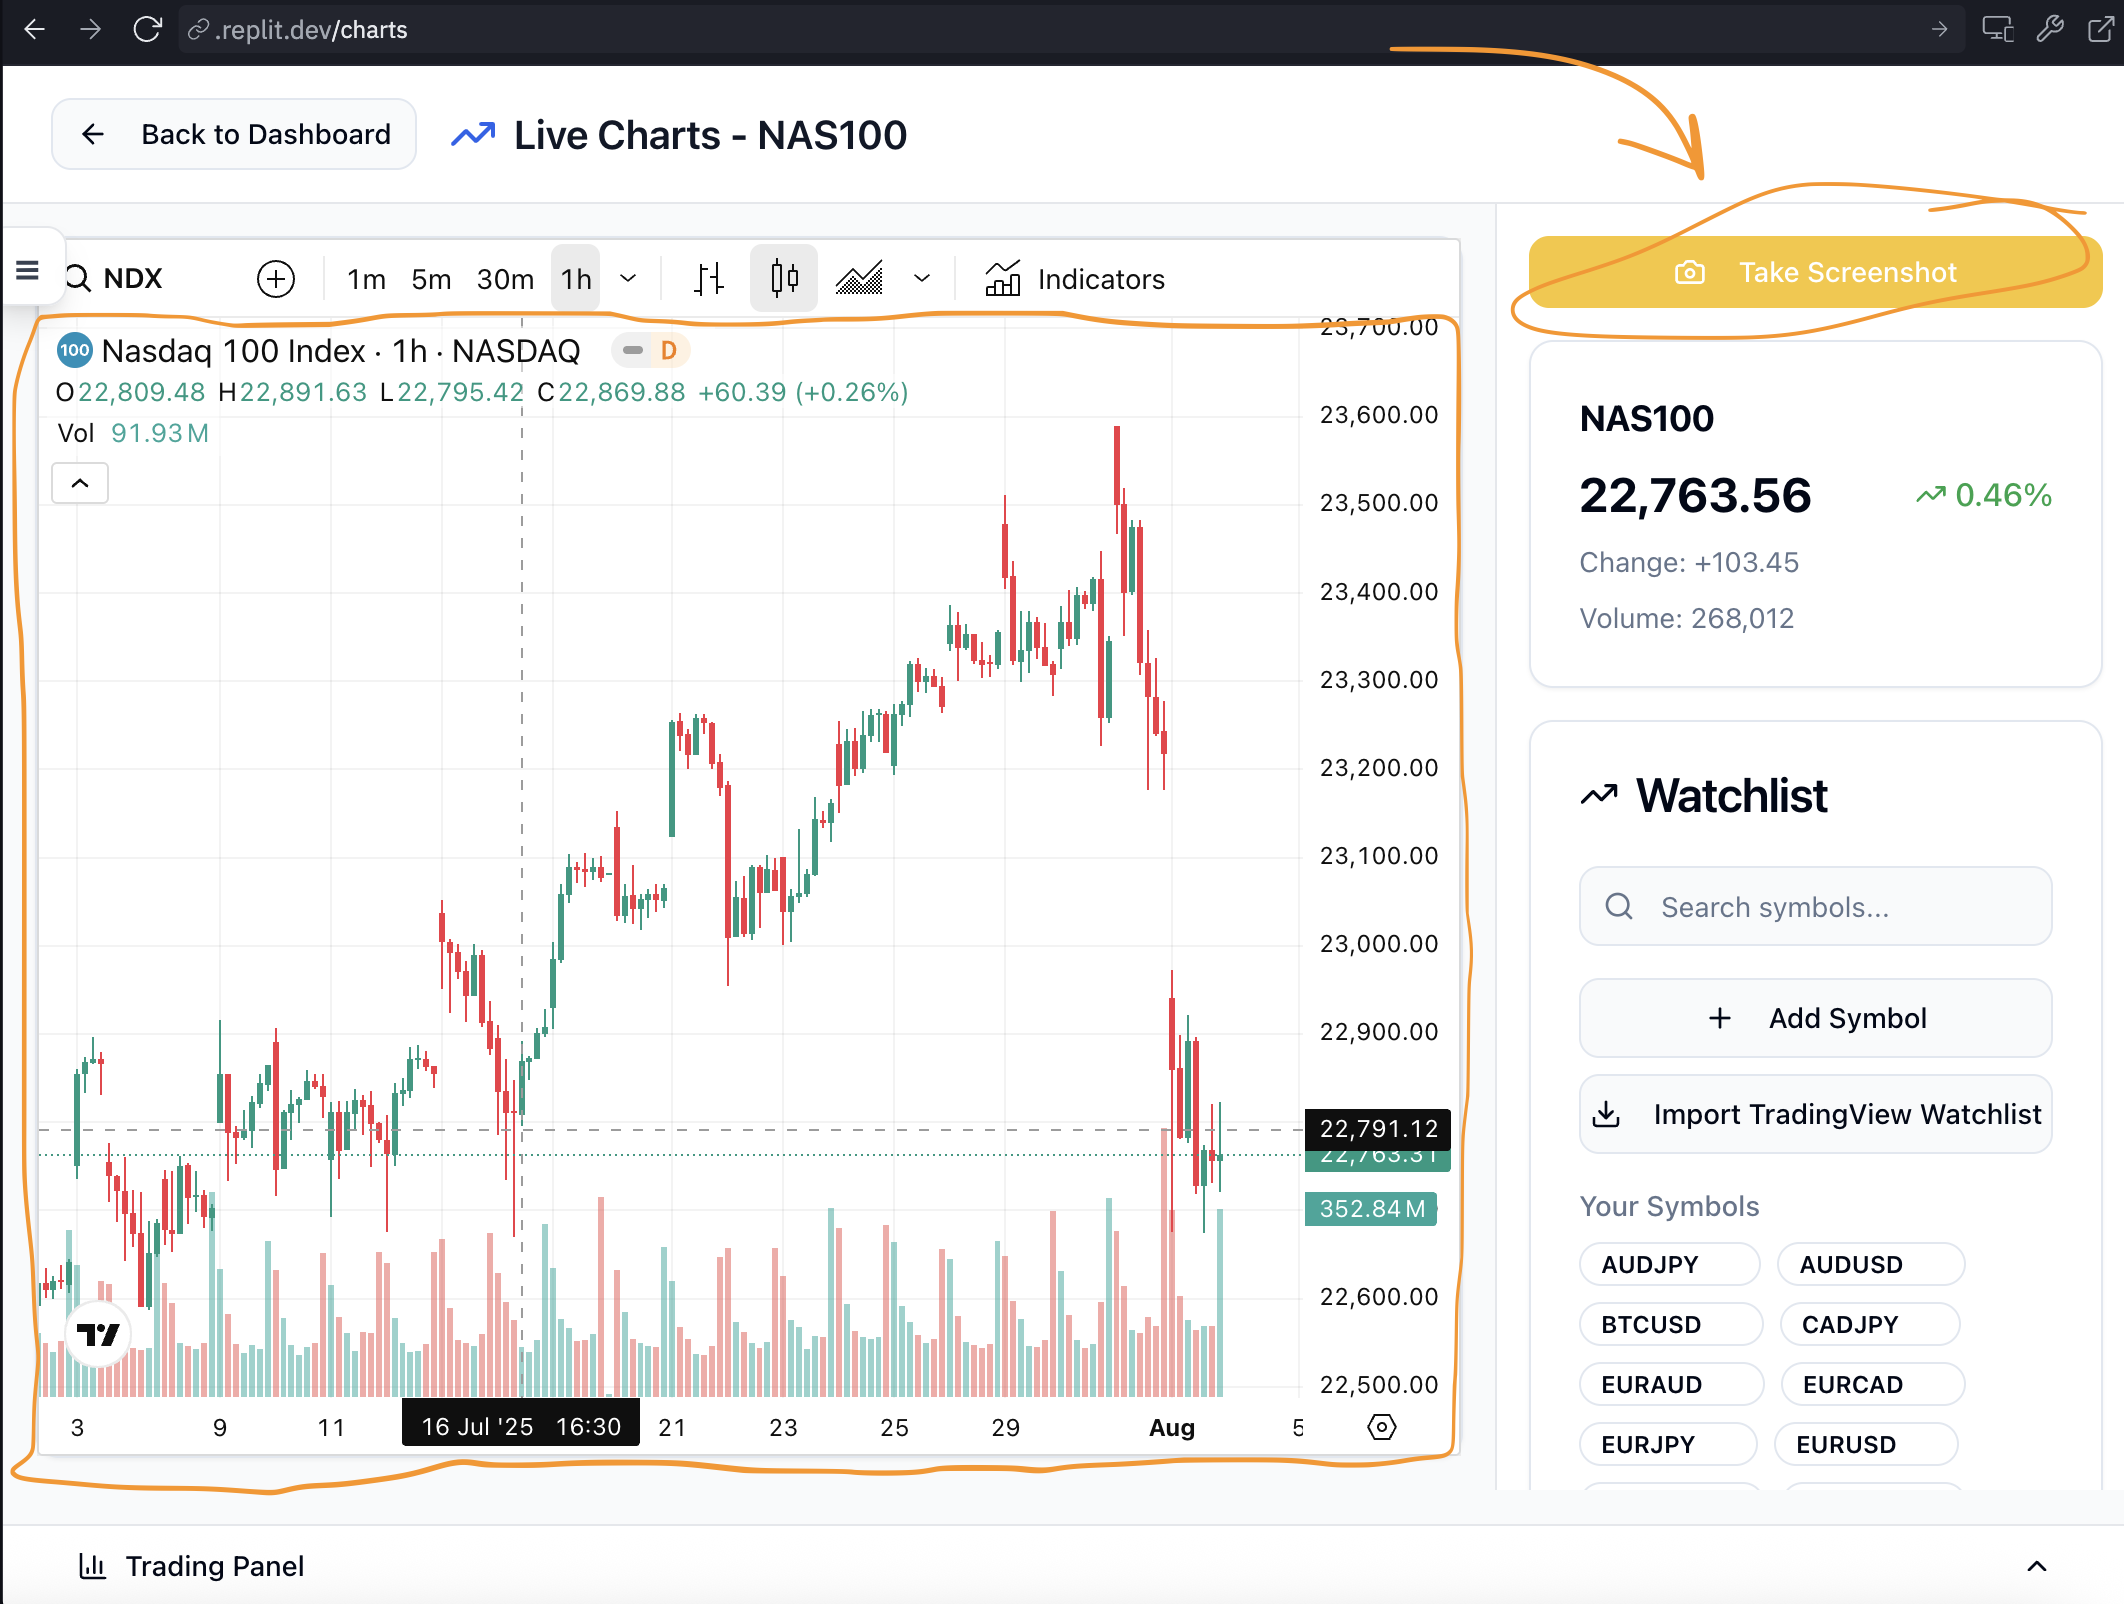 .replit.dev/charts
Back to Dashboard
Live Charts - NAS100
NDX
1m 5m 30m 1h
Indicators
Take Screenshot
100 Nasdaq 100 Index · 1h · NASDAQ D
O22,809.48 H22,891.63 L22,795.42 C22,869.88 +60.39 (+0.26%)
Vol 91.93M
23,700.00
23,600.00
23,500.00
23,400.00
23,300.00
23,200.00
23,100.00
23,000.00
22,900.00
22,791.12
22,763.31
352.84M
22,600.00
22,500.00
3 9 11 16 Jul '25 16:30 21 23 25 29 Aug 5
NAS100
22,763.56 0.46%
Change: +103.45
Volume: 268,012
Watchlist
Search symbols...
Add Symbol
Import TradingView Watchlist
Your Symbols
AUDJPY AUDUSD
BTCUSD CADJPY
EURAUD EURCAD
EURJPY EURUSD
Trading Panel